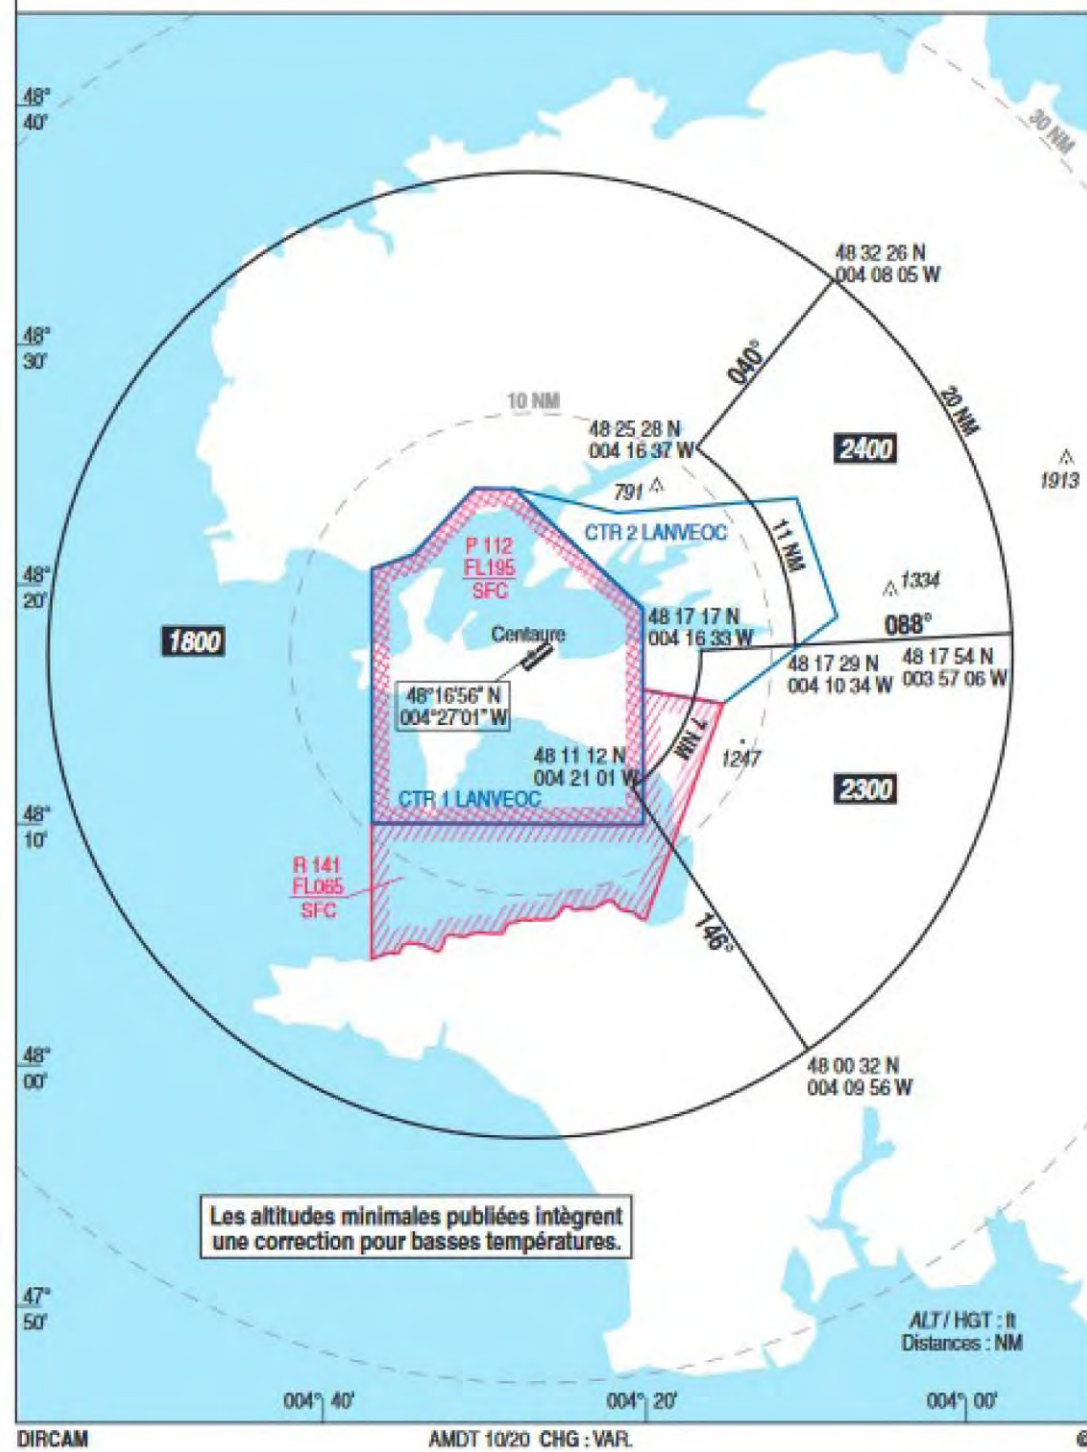 48°
40'
30 NM
48 32 26 N
004 08 05 W
48°
30'
040°
20 NM
10 NM
48 25 28 N
004 16 37 W
2400
1913
791
CTR 2 LANVEOC
11 NM
P 112
FL195
SFC
48°
20'
1334
48 17 17 N
004 16 33 W
088°
1800
Centaure
48 17 29 N
004 10 34 W
48 17 54 N
003 57 06 W
48°16'56" N
004°27'01" W
7 NM
48 11 12 N
004 21 01 W
1247
2300
CTR 1 LANVEOC
48°
10'
R 141
FL065
SFC
146°
48°
00'
48 00 32 N
004 09 56 W
Les altitudes minimales publiées intègrent
une correction pour basses températures.
47°
50'
ALT / HGT : ft
Distances : NM
004° 40'
004° 20'
004° 00'
DIRCAM
AMDT 10/20 CHG : VAR.
©